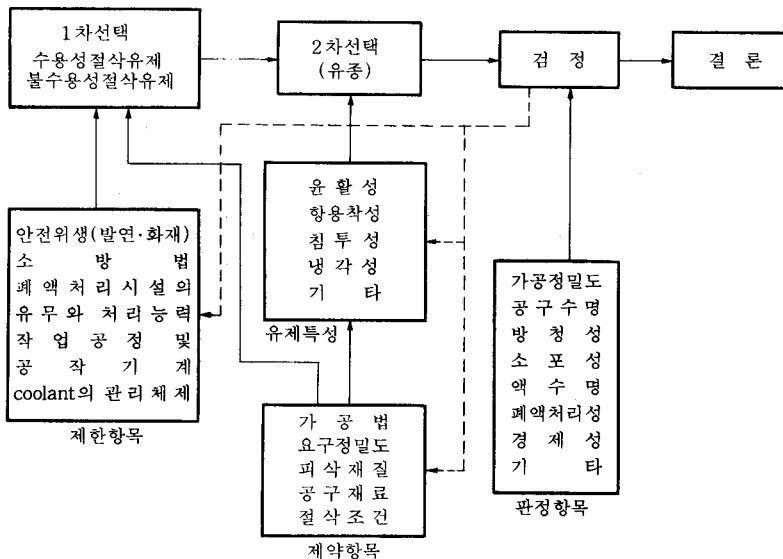 1차선택
수용성절삭유제
불수용성절삭유제
2차선택
(유종)
검 정
결 론
안전위생(발연·화재)
소 방 법
폐액처리시설의
유무와 처리능력
작업공정 및
공 작 기 계
coolant의 관리체제
제한항목
윤 활 성
항용착성
침 투 성
냉 각 성
기 타
유제특성
가 공 법
요구정밀도
피 삭 재 질
공 구 재 료
절 삭 조 건
제약항목
가공정밀도
공 구 수 명
방 청 성
소 포 성
액 수 명
폐액처리성
경 제 성
기 타
판정항목